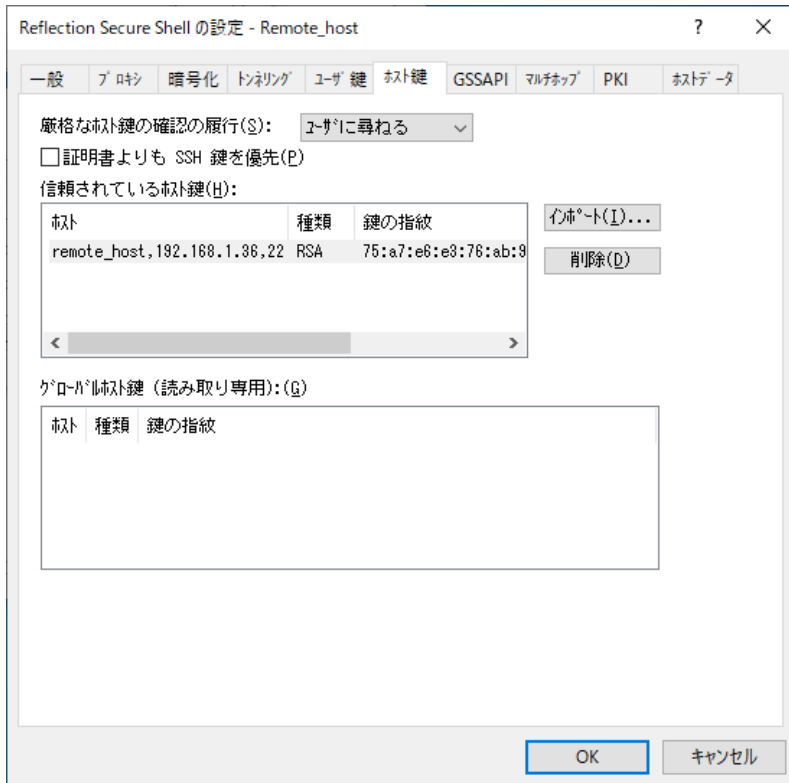 Reflection Secure Shell の設定 - Remote_host ? ×
一般 プロキシ 暗号化 トンネリング ユーザ鍵 ホスト鍵 GSSAPI マルチホップ PKI ホストデータ
厳格なホスト鍵の確認の履行(S): ユーザに尋ねる
証明書よりも SSH 鍵を優先(P)
信頼されているホスト鍵(H):
ホスト 種類 鍵の指紋 インポート(I)...
remote_host,192.168.1.36,22 RSA 75:a7:e6:e3:76:ab:9
削除(D)
グローバルホスト鍵 (読み取り専用):(G)
ホスト 種類 鍵の指紋
OK キャンセル